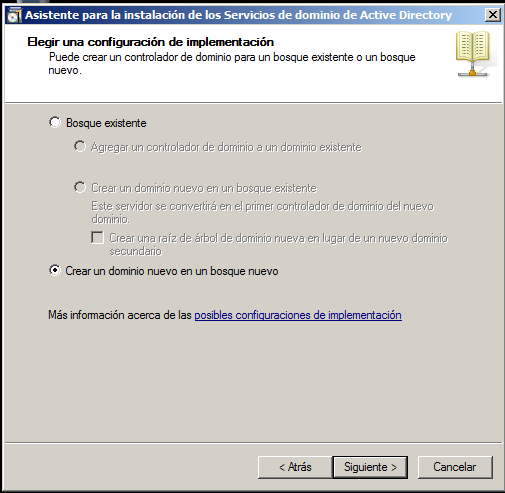 Asistente para la instalación de los Servicios de dominio de Active Directory
Elegir una configuración de implementación
Puede crear un controlador de dominio para un bosque existente o un bosque
nuevo.
Bosque existente
Agregar un controlador de dominio a un dominio existente
Crear un dominio nuevo en un bosque existente
Este servidor se convertirá en el primer controlador de dominio del nuevo
dominio.
Crear una raíz de árbol de dominio nueva en lugar de un nuevo dominio
secundario
Crear un dominio nuevo en un bosque nuevo
Más información acerca de las posibles configuraciones de implementación
< Atrás
Siguiente >
Cancelar